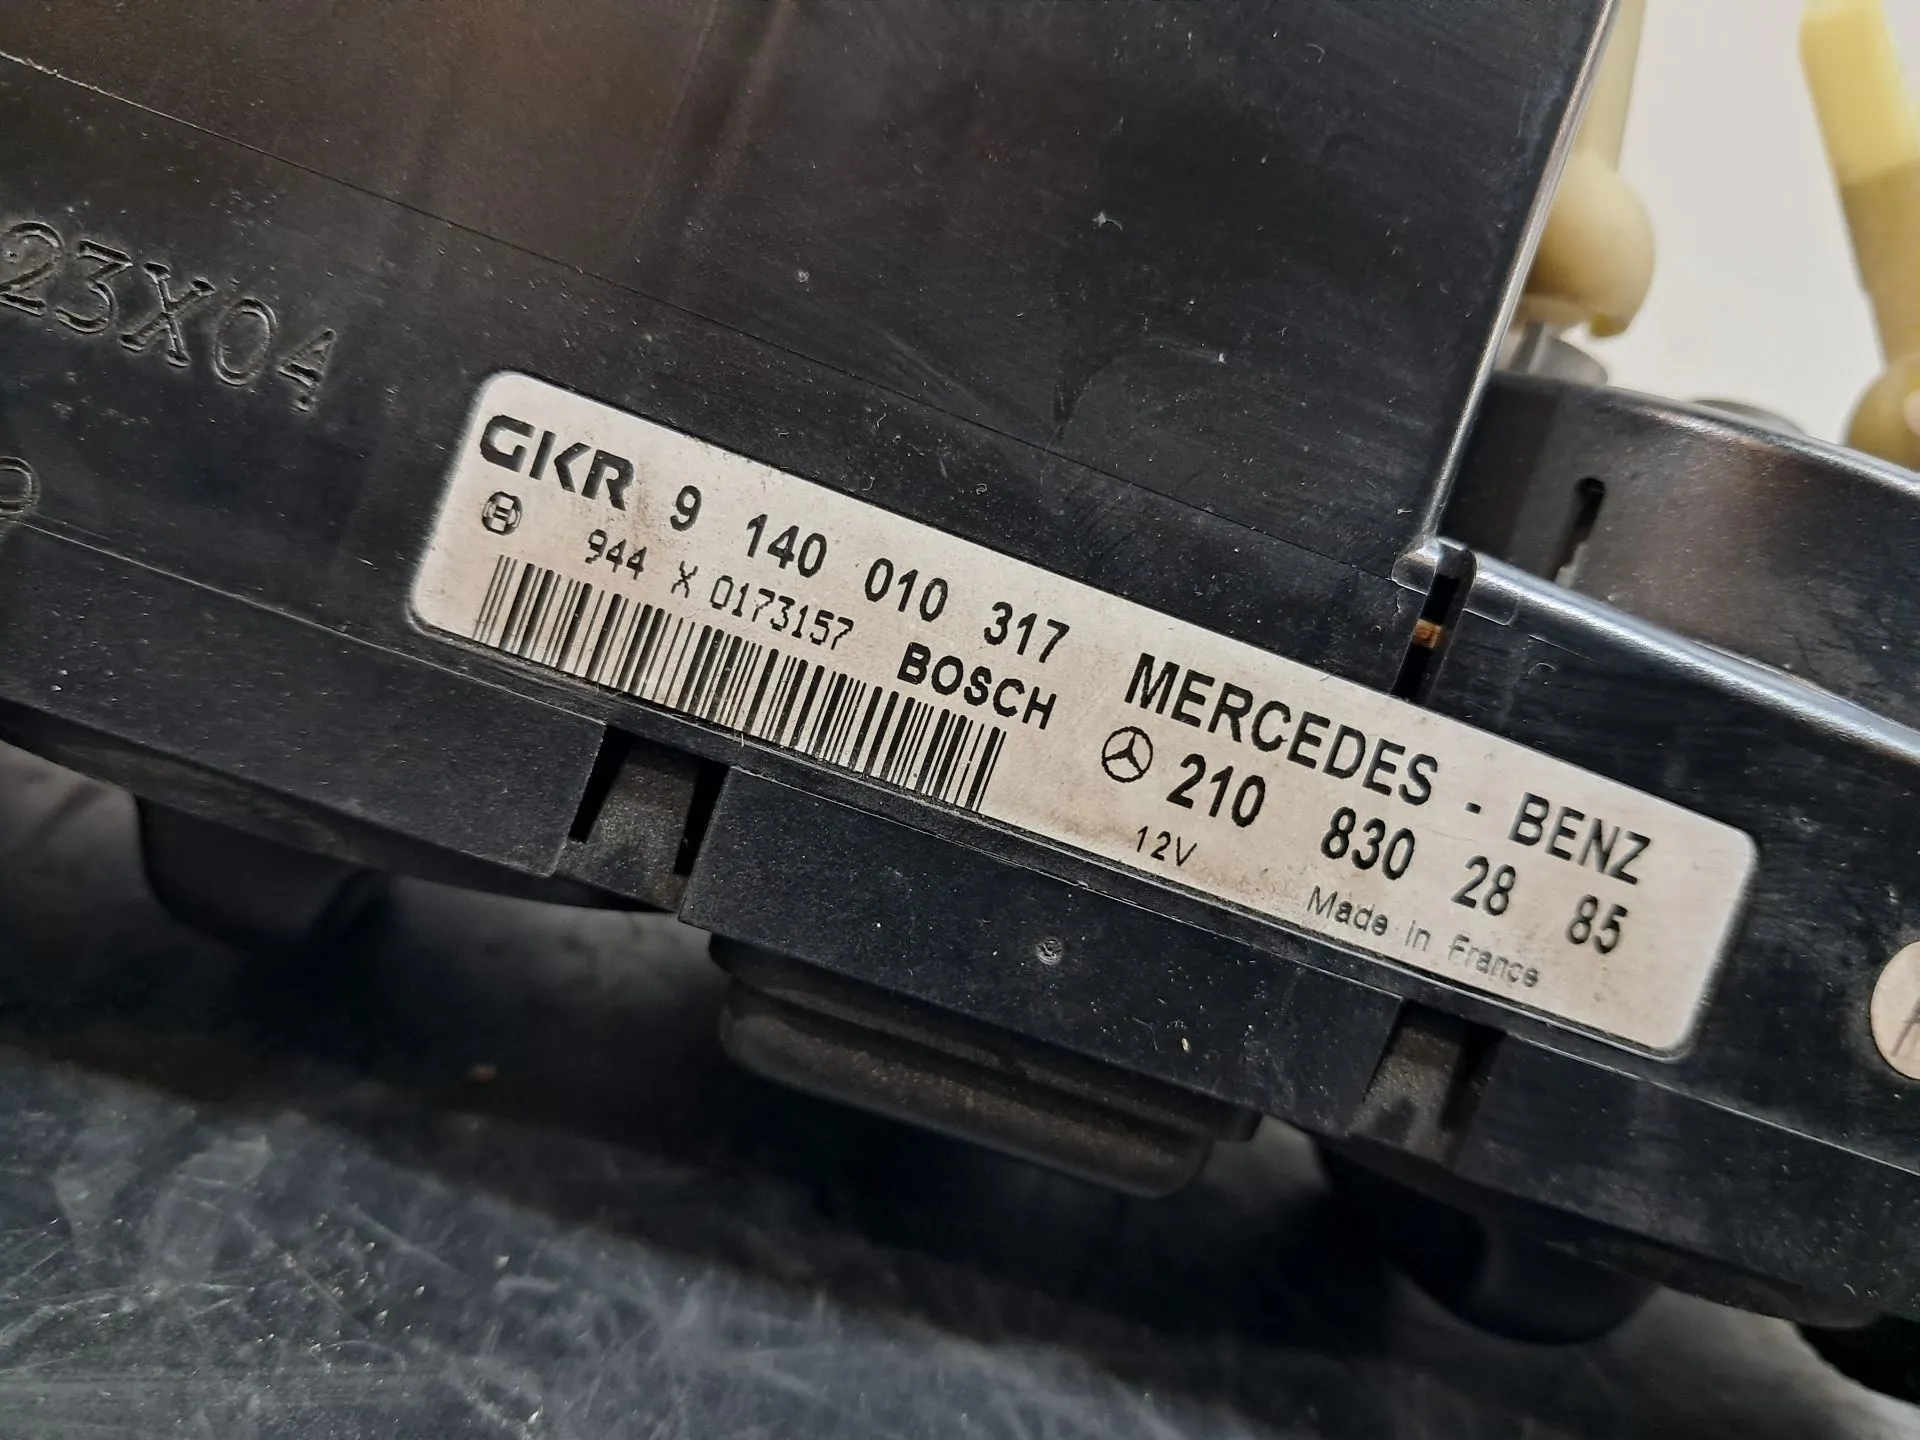 23X04
GKR 9 140 010 317 MERCEDES - BENZ
944 X 0173157 BOSCH 210 830 28 85
12V Made in France